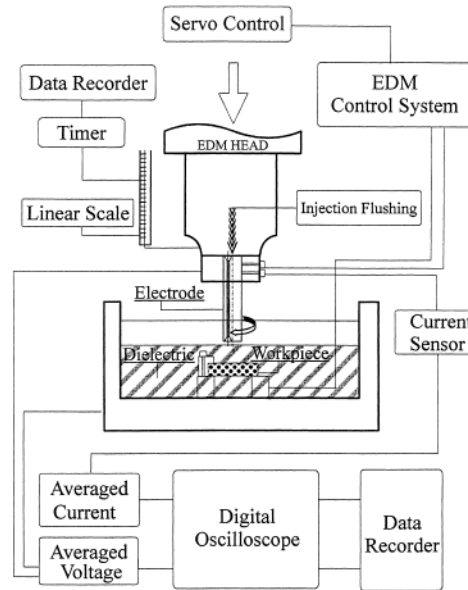 Servo Control
Data Recorder
EDM
Control System
Timer
EDM HEAD
Linear Scale
Injection Flushing
Electrode
Current
Sensor
Dielectric
Workpiece
Averaged
Current
Digital
Oscilloscope
Data
Recorder
Averaged
Voltage